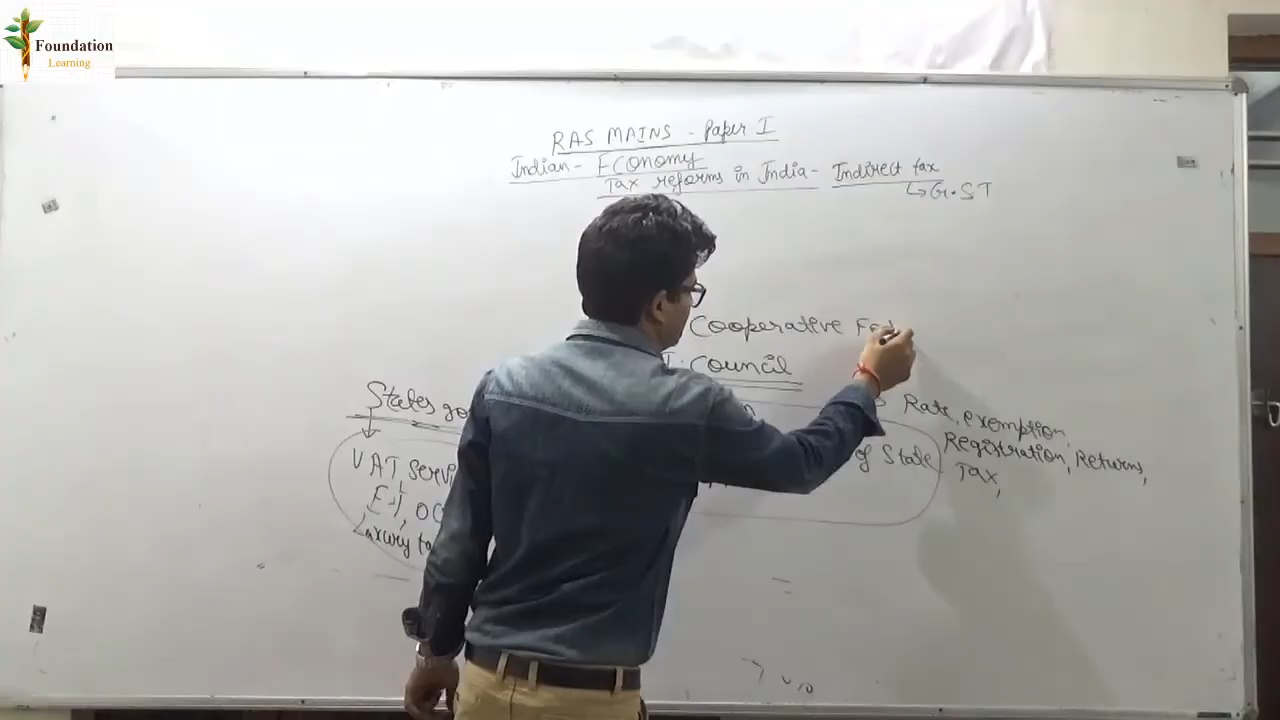 Foundation
Learning
RAS MAINS - Paper I
Indian - Economy
Tax reforms in India - Indirect tax
↳ G.ST
Cooperative
Council
States
Rate, exemption,
VAT, of State Registration, Returns,
E.T, Tax,
Luxury